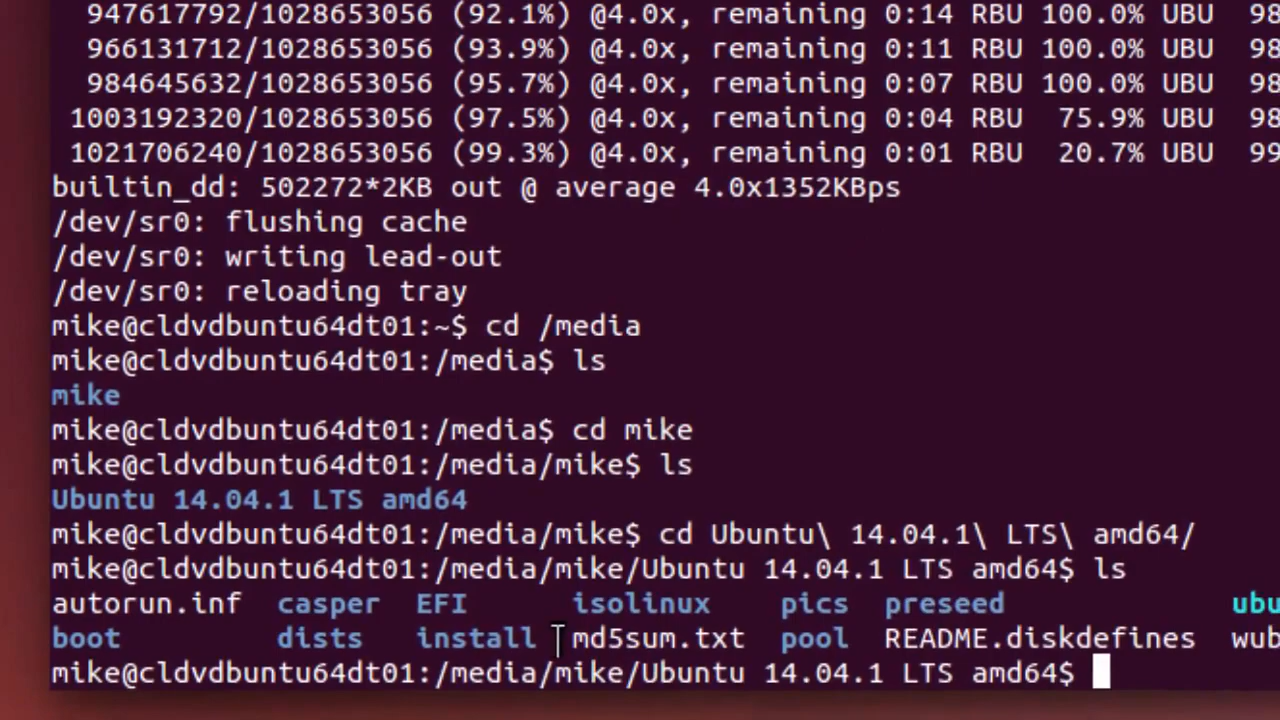 947617792/1028653056 (92.1%) @4.0x, remaining 0:14 RBU 100.0% UBU 98
966131712/1028653056 (93.9%) @4.0x, remaining 0:11 RBU 100.0% UBU 98
984645632/1028653056 (95.7%) @4.0x, remaining 0:07 RBU 100.0% UBU 98
1003192320/1028653056 (97.5%) @4.0x, remaining 0:04 RBU 75.9% UBU 98
1021706240/1028653056 (99.3%) @4.0x, remaining 0:01 RBU 20.7% UBU 99
builtin_dd: 502272*2KB out @ average 4.0x1352KBps
/dev/sr0: flushing cache
/dev/sr0: writing lead-out
/dev/sr0: reloading tray
mike@cldvdbuntu64dt01:~$ cd /media
mike@cldvdbuntu64dt01:/media$ ls
mike
mike@cldvdbuntu64dt01:/media$ cd mike
mike@cldvdbuntu64dt01:/media/mike$ ls
Ubuntu 14.04.1 LTS amd64
mike@cldvdbuntu64dt01:/media/mike$ cd Ubuntu\ 14.04.1\ LTS\ amd64/
mike@cldvdbuntu64dt01:/media/mike/Ubuntu 14.04.1 LTS amd64$ ls
autorun.inf casper EFI isolinux pics preseed ubu
boot dists install md5sum.txt pool README.diskdefines wub
mike@cldvdbuntu64dt01:/media/mike/Ubuntu 14.04.1 LTS amd64$